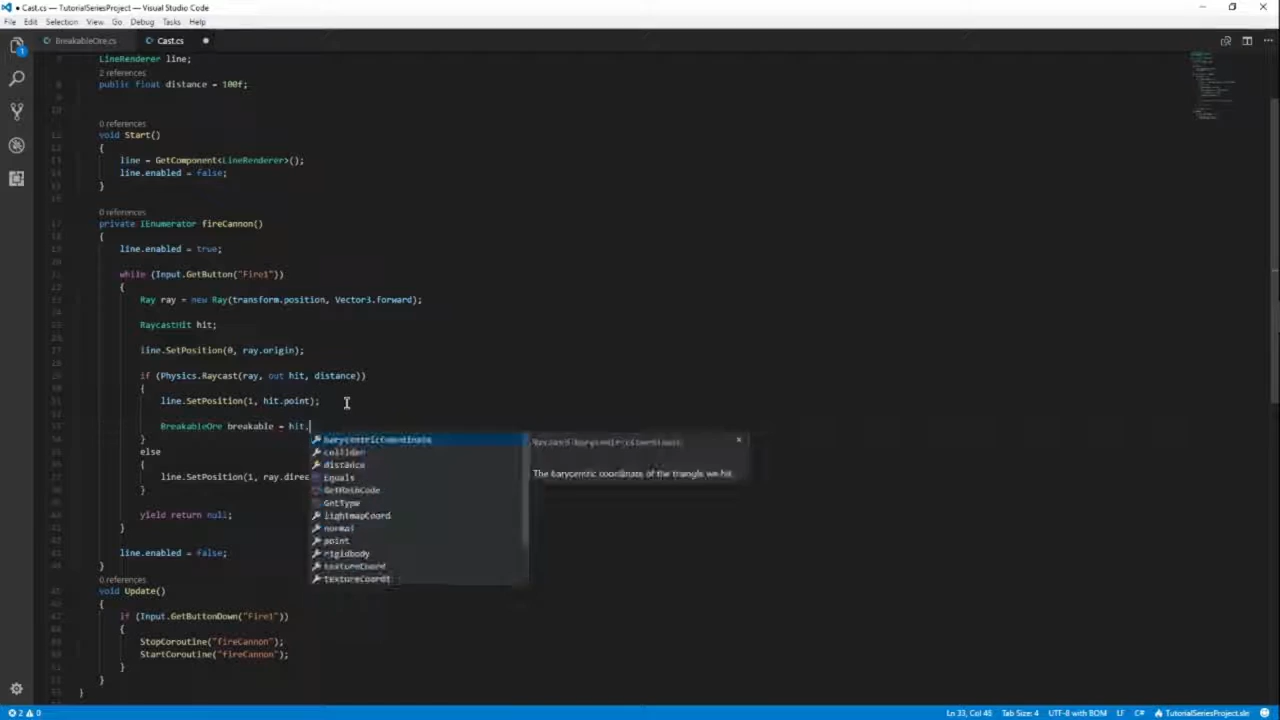 ● Cast.cs — TutorialSeriesProject — Visual Studio Code
File Edit Selection View Go Debug Tasks Help
BreakableOre.cs Cast.cs
LineRenderer line;
2 references
public float distance = 100f;
0 references
void Start()
{
line = GetComponent<LineRenderer>();
line.enabled = false;
}
0 references
private IEnumerator fireCannon()
{
line.enabled = true;
while (Input.GetButton("Fire1"))
{
Ray ray = new Ray(transform.position, Vector3.forward);
RaycastHit hit;
line.SetPosition(0, ray.origin);
if (Physics.Raycast(ray, out hit, distance))
{
line.SetPosition(1, hit.point);
BreakableOre breakable = hit.
barycentricCoordinate
}
else
collider
{
distance
line.SetPosition(1, ray.direc
Equals
}
GetHashCode
GetType
yield return null;
lightmapCoord
}
normal
point
line.enabled = false;
rigidbody
}
textureCoord
textureCoord1
The barycentric coordinate of the triangle we hit.
0 references
void Update()
{
if (Input.GetButtonDown("Fire1"))
{
StopCoroutine("fireCannon");
StartCoroutine("fireCannon");
}
}
}
2 0 Ln 33, Col 46 Tab Size: 4 UTF-8 with BOM LF C# TutorialSeriesProject.sln